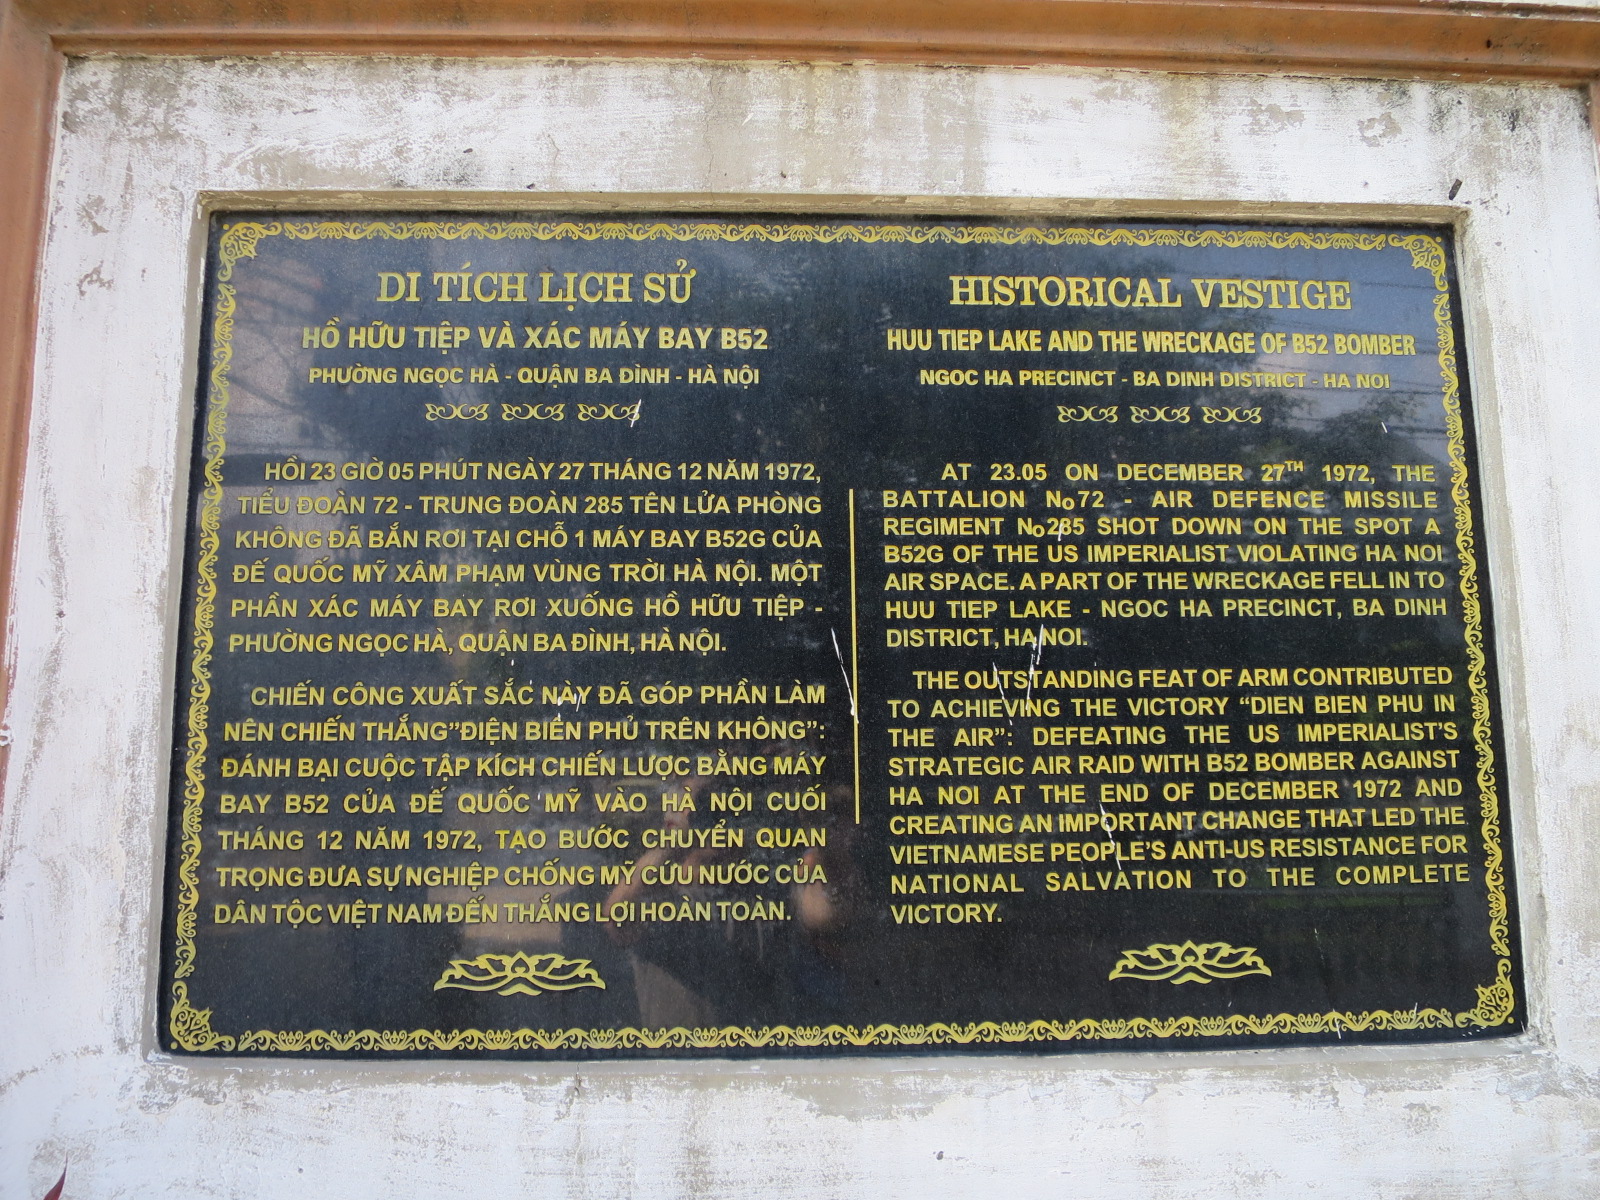 DI TÍCH LỊCH SỬ
HỒ HỮU TIỆP VÀ XÁC MÁY BAY B52
PHƯỜNG NGỌC HÀ - QUẬN BA ĐÌNH - HÀ NỘI
HỒI 23 GIỜ 05 PHÚT NGÀY 27 THÁNG 12 NĂM 1972,
TIỂU ĐOÀN 72 - TRUNG ĐOÀN 285 TÊN LỬA PHÒNG
KHÔNG ĐÃ BẮN RƠI TẠI CHỖ 1 MÁY BAY B52G CỦA
ĐẾ QUỐC MỸ XÂM PHẠM VÙNG TRỜI HÀ NỘI. MỘT
PHẦN XÁC MÁY BAY RƠI XUỐNG HỒ HỮU TIỆP -
PHƯỜNG NGỌC HÀ, QUẬN BA ĐÌNH, HÀ NỘI.
CHIẾN CÔNG XUẤT SẮC NÀY ĐÃ GÓP PHẦN LÀM
NÊN CHIẾN THẮNG”ĐIỆN BIÊN PHỦ TRÊN KHÔNG”:
ĐÁNH BẠI CUỘC TẬP KÍCH CHIẾN LƯỢC BẰNG MÁY
BAY B52 CỦA ĐẾ QUỐC MỸ VÀO HÀ NỘI CUỐI
THÁNG 12 NĂM 1972, TẠO BƯỚC CHUYỂN QUAN
TRỌNG ĐƯA SỰ NGHIỆP CHỐNG MỸ CỨU NƯỚC CỦA
DÂN TỘC VIỆT NAM ĐẾN THẮNG LỢI HOÀN TOÀN.
HISTORICAL VESTIGE
HUU TIEP LAKE AND THE WRECKAGE OF B52 BOMBER
NGOC HA PRECINCT - BA DINH DISTRICT - HA NOI
AT 23.05 ON DECEMBER 27TH 1972, THE
BATTALION No72 - AIR DEFENCE MISSILE
REGIMENT No285 SHOT DOWN ON THE SPOT A
B52G OF THE US IMPERIALIST VIOLATING HA NOI
AIR SPACE. A PART OF THE WRECKAGE FELL IN TO
HUU TIEP LAKE - NGOC HA PRECINCT, BA DINH
DISTRICT, HA NOI.
THE OUTSTANDING FEAT OF ARM CONTRIBUTED
TO ACHIEVING THE VICTORY “DIEN BIEN PHU IN
THE AIR”: DEFEATING THE US IMPERIALIST’S
STRATEGIC AIR RAID WITH B52 BOMBER AGAINST
HA NOI AT THE END OF DECEMBER 1972 AND
CREATING AN IMPORTANT CHANGE THAT LED THE
VIETNAMESE PEOPLE’S ANTI-US RESISTANCE FOR
NATIONAL SALVATION TO THE COMPLETE
VICTORY.